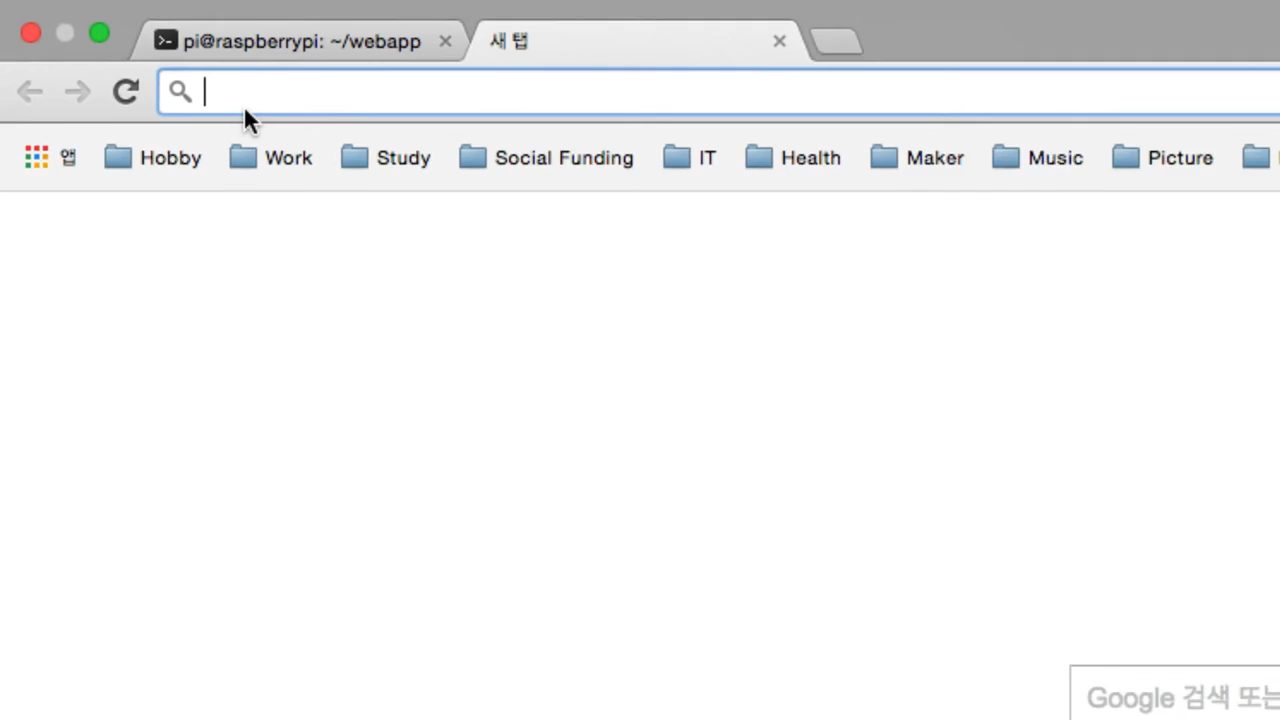 pi@raspberrypi: ~/webapp 새 탭
앱 Hobby Work Study Social Funding IT Health Maker Music Picture
Google 검색 또는